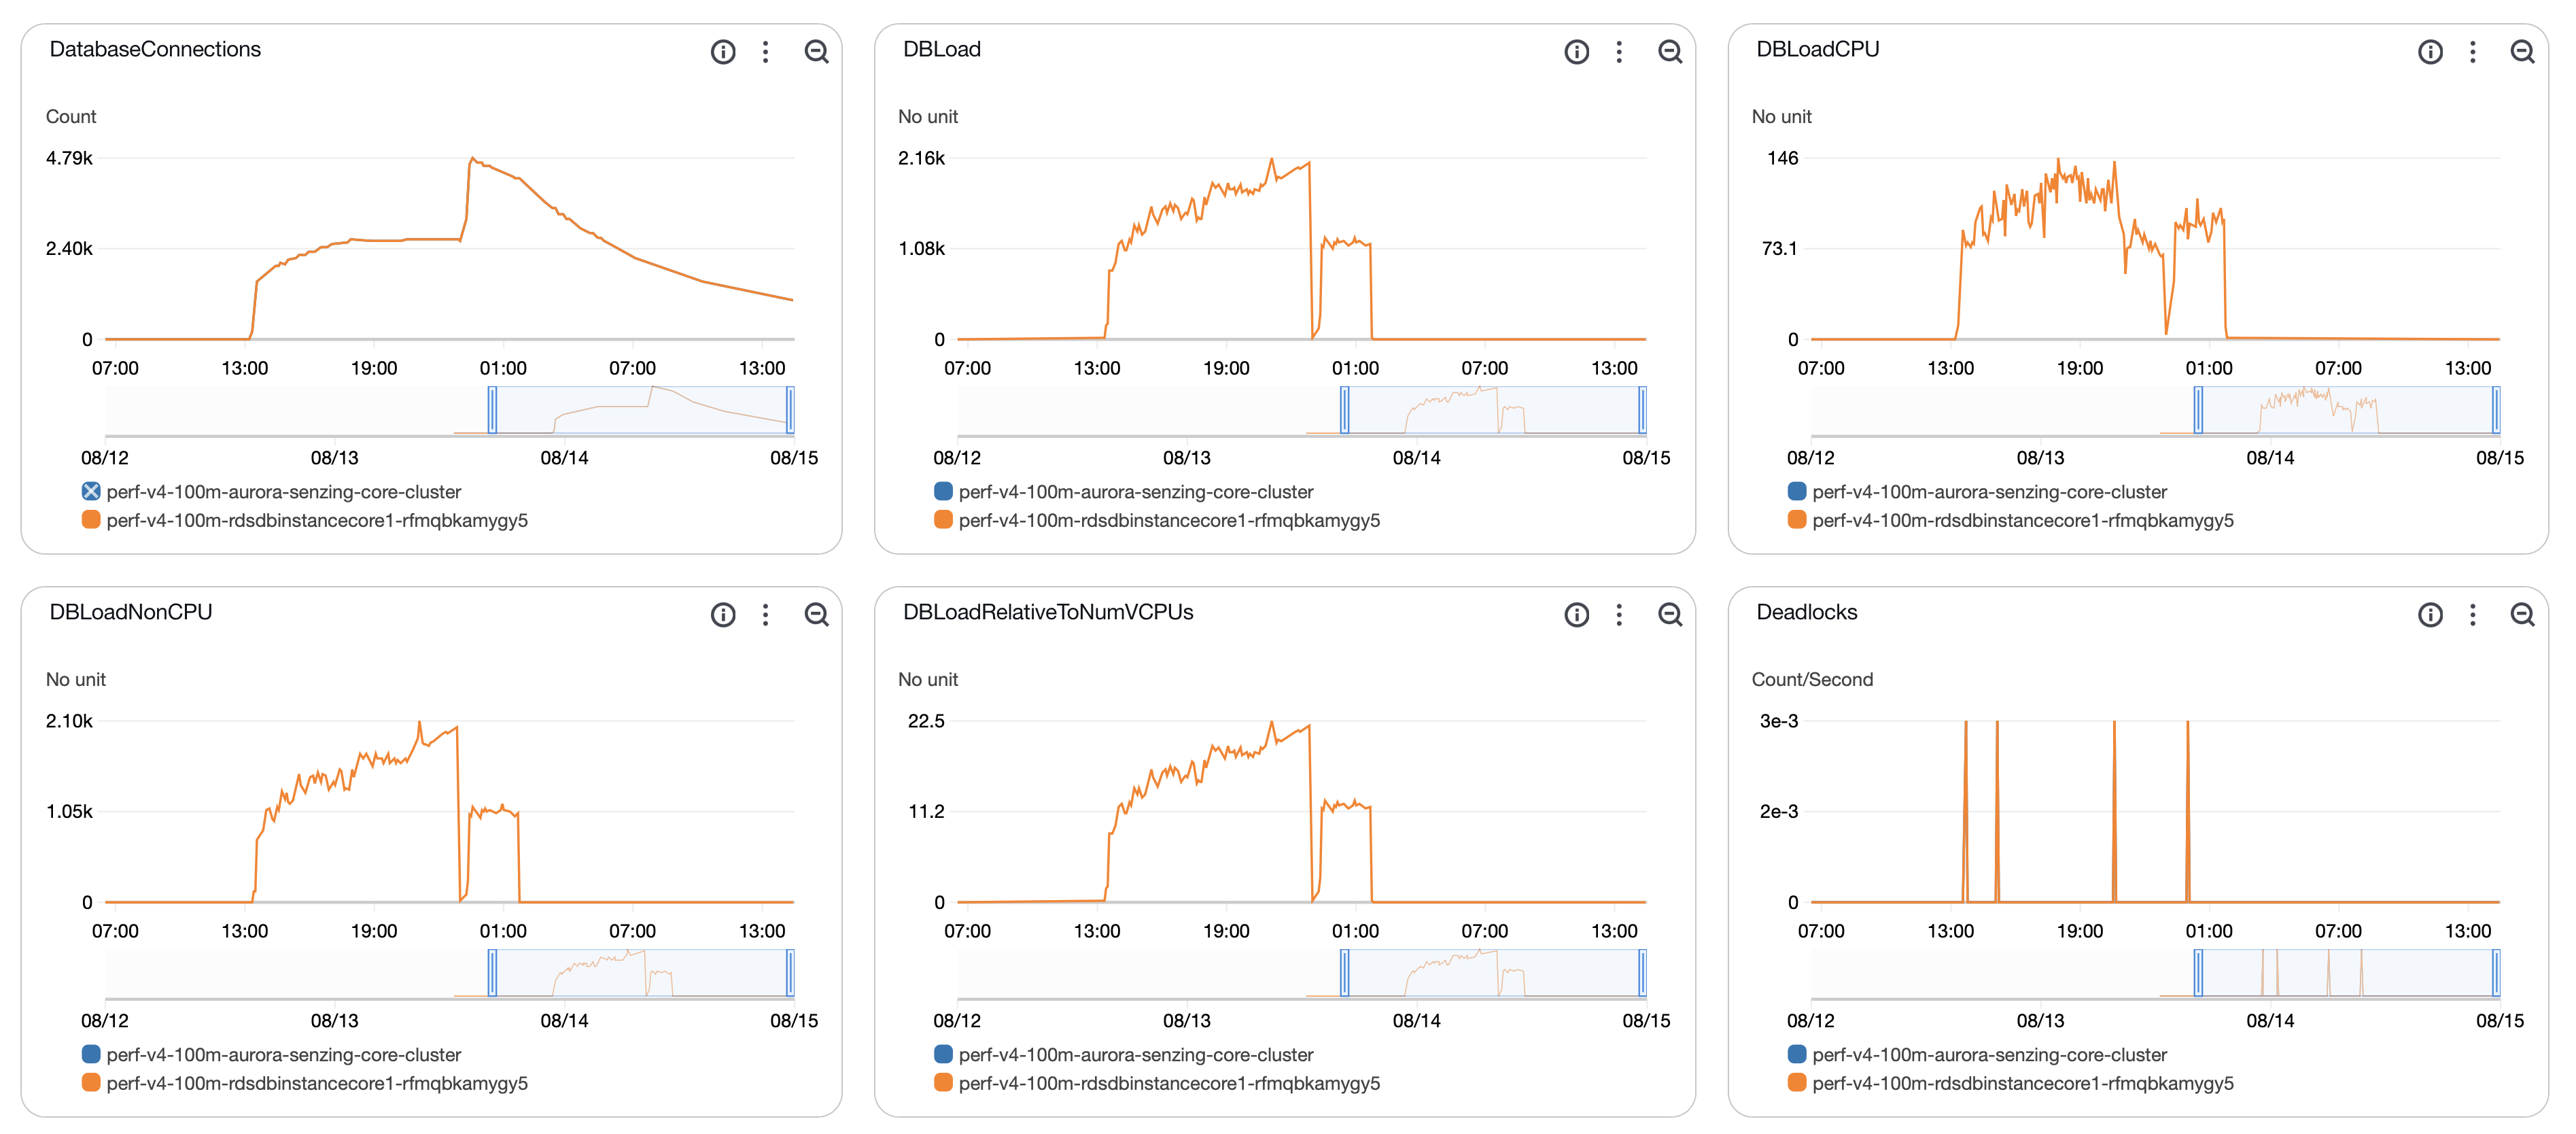 DatabaseConnections
Count
4.79k
2.40k
0
07:00 13:00 19:00 01:00 07:00 13:00
08/12 08/13 08/14 08/15
perf-v4-100m-aurora-senzing-core-cluster
perf-v4-100m-rdsdbinstancecore1-rfmqbkamygy5
DBLoad
No unit
2.16k
1.08k
0
07:00 13:00 19:00 01:00 07:00 13:00
08/12 08/13 08/14 08/15
perf-v4-100m-aurora-senzing-core-cluster
perf-v4-100m-rdsdbinstancecore1-rfmqbkamygy5
DBLoadCPU
No unit
146
73.1
0
07:00 13:00 19:00 01:00 07:00 13:00
08/12 08/13 08/14 08/15
perf-v4-100m-aurora-senzing-core-cluster
perf-v4-100m-rdsdbinstancecore1-rfmqbkamygy5
DBLoadNonCPU
No unit
2.10k
1.05k
0
07:00 13:00 19:00 01:00 07:00 13:00
08/12 08/13 08/14 08/15
perf-v4-100m-aurora-senzing-core-cluster
perf-v4-100m-rdsdbinstancecore1-rfmqbkamygy5
DBLoadRelativeToNumVCPUs
No unit
22.5
11.2
0
07:00 13:00 19:00 01:00 07:00 13:00
08/12 08/13 08/14 08/15
perf-v4-100m-aurora-senzing-core-cluster
perf-v4-100m-rdsdbinstancecore1-rfmqbkamygy5
Deadlocks
Count/Second
3e-3
2e-3
0
07:00 13:00 19:00 01:00 07:00 13:00
08/12 08/13 08/14 08/15
perf-v4-100m-aurora-senzing-core-cluster
perf-v4-100m-rdsdbinstancecore1-rfmqbkamygy5